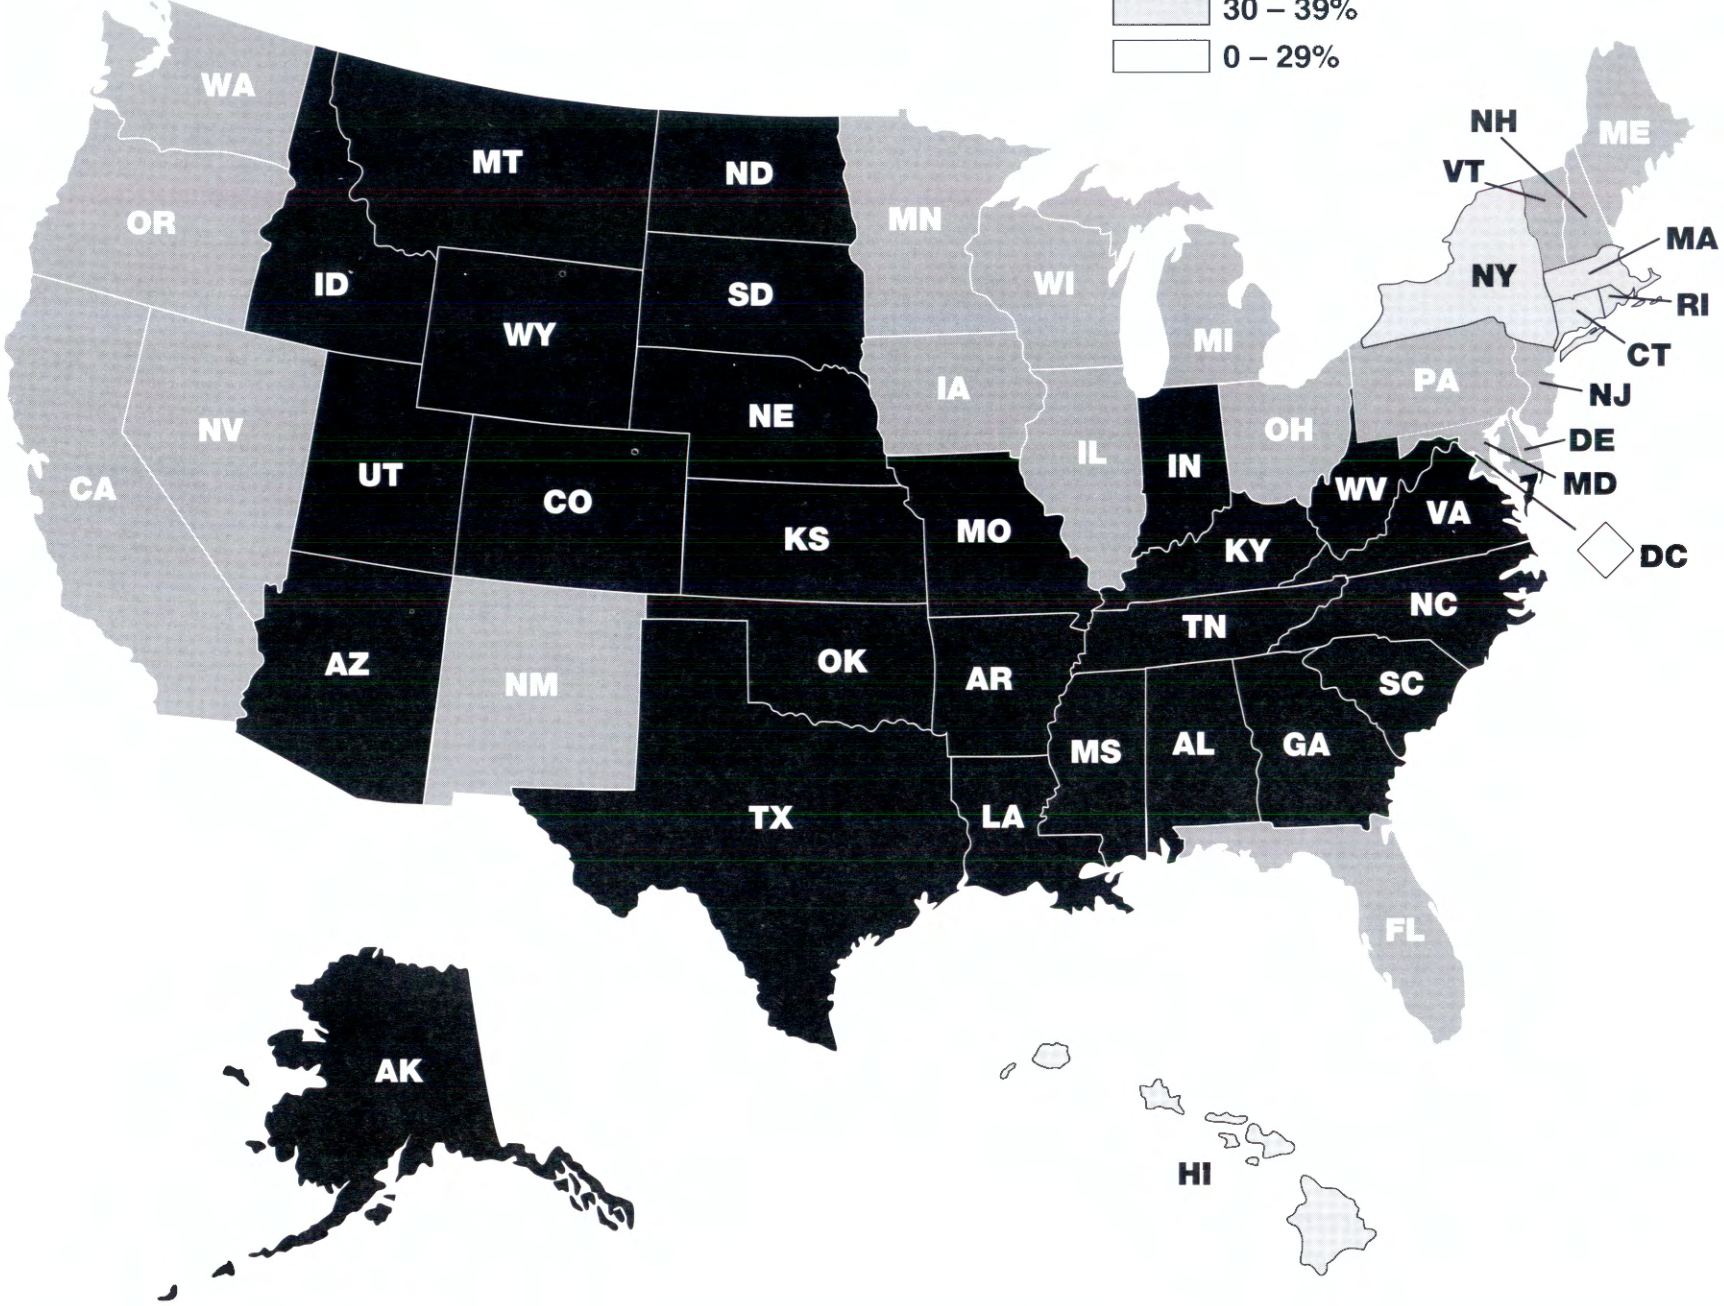 30 – 39%
0 – 29%
WA
MT
ND
MN
OR
ID
SD
WI
MI
WY
NE
IA
NV
UT
CO
KS
MO
IL
IN
OH
PA
NY
VT
NH
ME
MA
RI
CT
NJ
DE
MD
DC
CA
AZ
NM
OK
AR
KY
WV
VA
TN
NC
SC
MS
AL
GA
TX
LA
FL
AK
HI